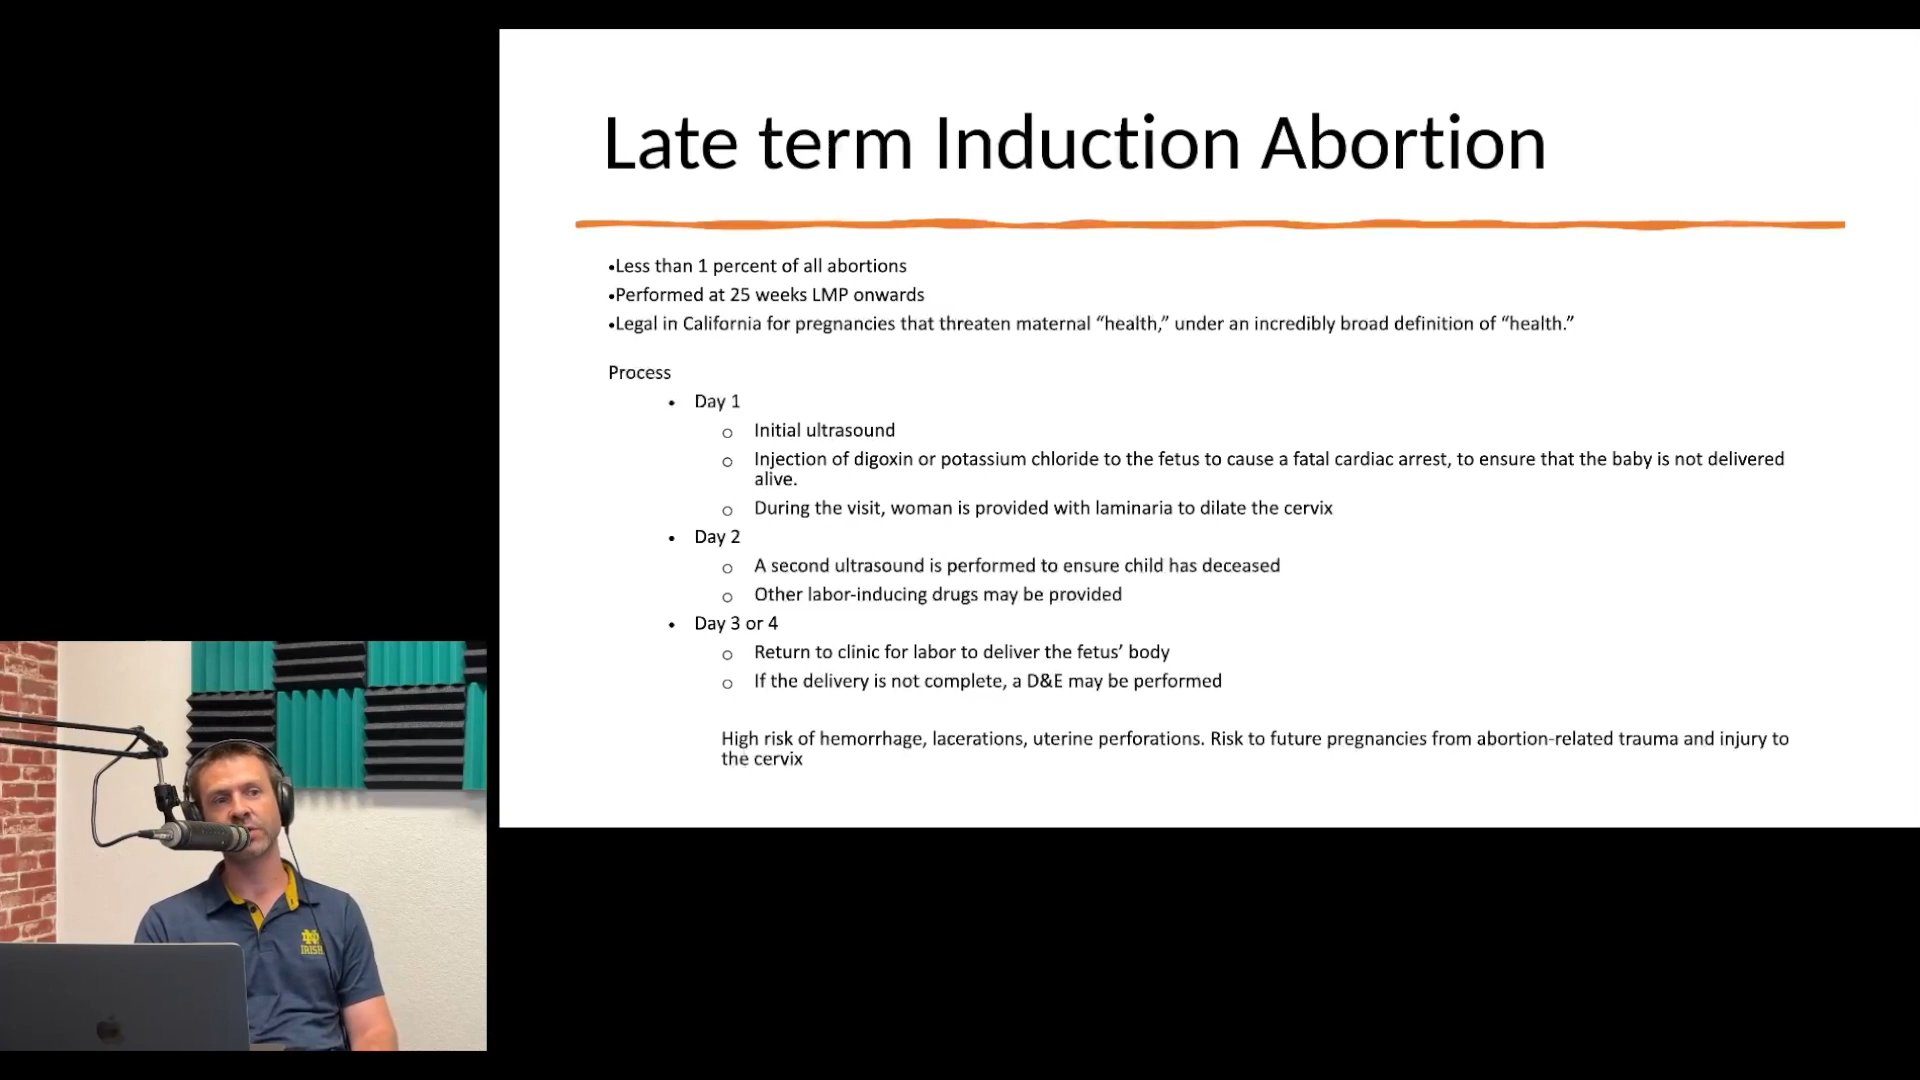 Late term Induction Abortion
•Less than 1 percent of all abortions
•Performed at 25 weeks LMP onwards
•Legal in California for pregnancies that threaten maternal “health,” under an incredibly broad definition of “health.”
Process
• Day 1
o Initial ultrasound
o Injection of digoxin or potassium chloride to the fetus to cause a fatal cardiac arrest, to ensure that the baby is not delivered
alive.
o During the visit, woman is provided with laminaria to dilate the cervix
• Day 2
o A second ultrasound is performed to ensure child has deceased
o Other labor-inducing drugs may be provided
• Day 3 or 4
o Return to clinic for labor to deliver the fetus’ body
o If the delivery is not complete, a D&E may be performed
High risk of hemorrhage, lacerations, uterine perforations. Risk to future pregnancies from abortion-related trauma and injury to
the cervix
ND
IRISH